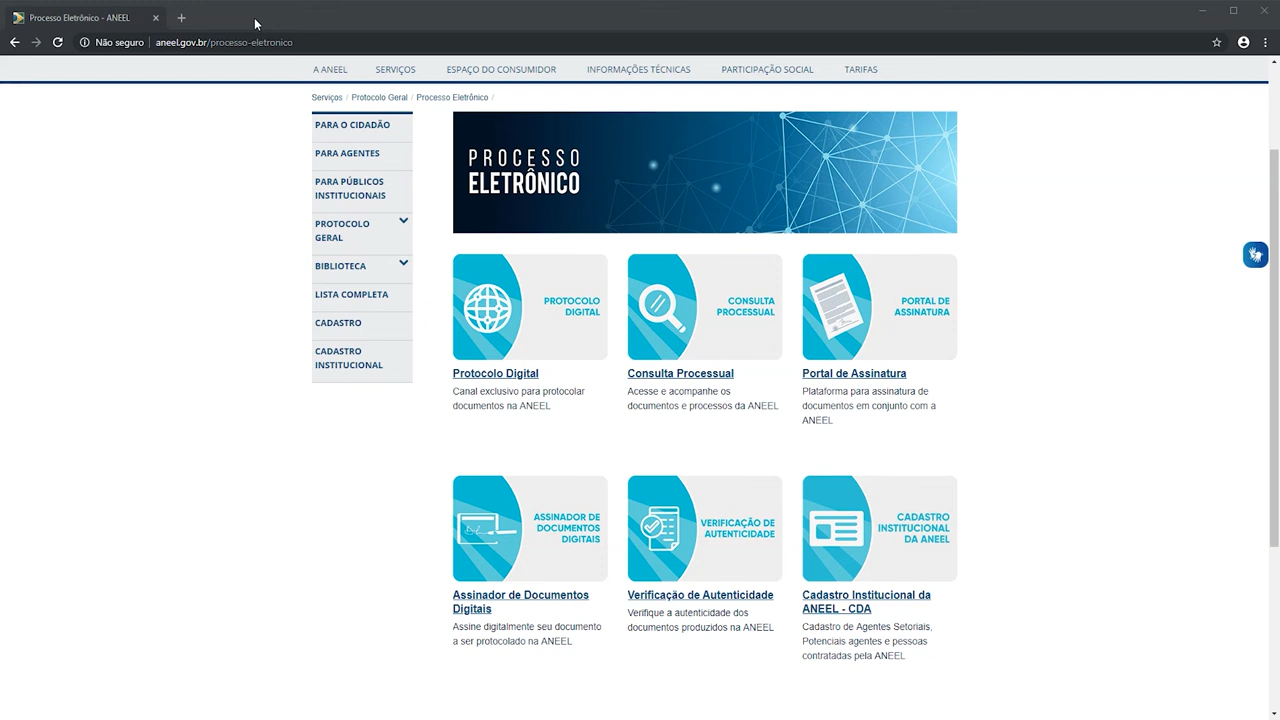 Processo Eletrônico - ANEEL
Não seguro
aneel.gov.br/processo-eletronico
A ANEEL
SERVIÇOS
ESPAÇO DO CONSUMIDOR
INFORMAÇÕES TÉCNICAS
PARTICIPAÇÃO SOCIAL
TARIFAS
Serviços / Protocolo Geral / Processo Eletrônico /
PARA O CIDADÃO
PARA AGENTES
PARA PÚBLICOS
INSTITUCIONAIS
PROTOCOLO
GERAL
BIBLIOTECA
LISTA COMPLETA
CADASTRO
CADASTRO
INSTITUCIONAL
PROCESSO
ELETRÔNICO
PROTOCOLO
DIGITAL
Protocolo Digital
Canal exclusivo para protocolar
documentos na ANEEL
CONSULTA
PROCESSUAL
Consulta Processual
Acesse e acompanhe os
documentos e processos da ANEEL
PORTAL DE
ASSINATURA
Portal de Assinatura
Plataforma para assinatura de
documentos em conjunto com a
ANEEL
ASSINADOR DE
DOCUMENTOS
DIGITAIS
Assinador de Documentos
Digitais
Assine digitalmente seu documento
a ser protocolado na ANEEL
VERIFICAÇÃO DE
AUTENTICIDADE
Verificação de Autenticidade
Verifique a autenticidade dos
documentos produzidos na ANEEL
CADASTRO
INSTITUCIONAL
DA ANEEL
Cadastro Institucional da
ANEEL - CDA
Cadastro de Agentes Setoriais,
Potenciais agentes e pessoas
contratadas pela ANEEL